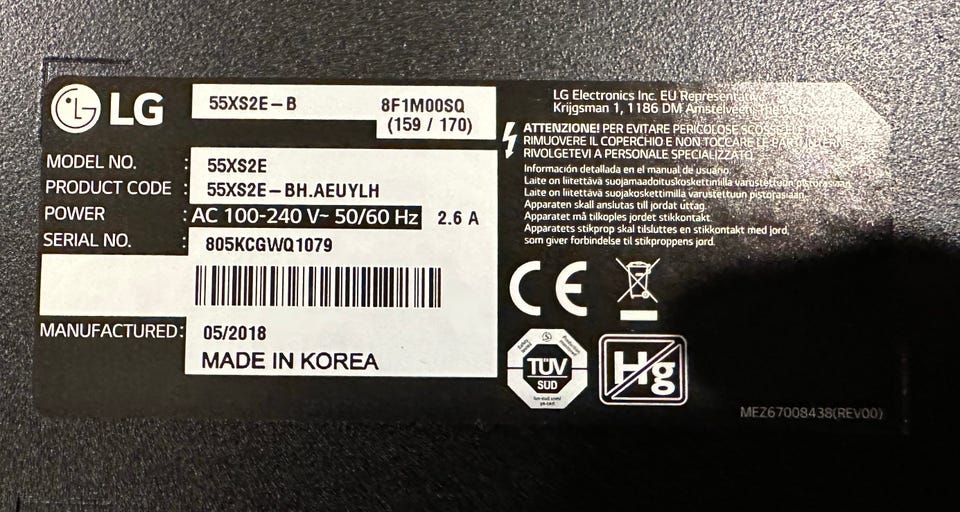 LG
55XS2E-B 8F1M00SQ
(159 / 170)
MODEL NO. : 55XS2E
PRODUCT CODE : 55XS2E-BH.AEUYLH
POWER : AC 100-240 V~ 50/60 Hz 2.6 A
SERIAL NO. : 805KCGWQ1079
MANUFACTURED: 05/2018
MADE IN KOREA
LG Electronics Inc. EU
Krijgsman 1, 1186 DM Amstelveen, The
ATTENZIONE! PER EVITARE PERICOLOSE SCOSSE
RIMUOVERE IL COPERCHIO E NON TOCCARE LE PARTI
RIVOLGETEVI A PERSONALE SPECIALIZZATO.
Información detallada en el manual de usuario.
Laite on liitettävä suojamaadoituskoskettimilla varustettuun pistorasiaan.
Laite on liitettävä suojakoskettimilla varustettuun pistorasiaan.
Apparaten skall anslutas till jordat uttag.
Apparatet må tilkoples jordet stikkontakt.
Apparatets stikprop skal tilsluttes en stikkontakt med jord,
som giver forbindelse til stikproppens jord.
CE
TÜV
SÜD
Hg
MEZ67008438(REV00)